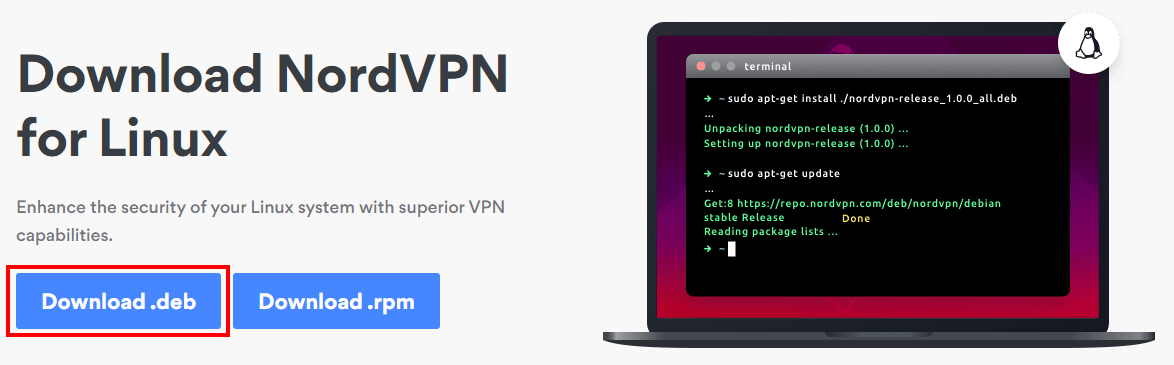 Download NordVPN
for Linux
Enhance the security of your Linux system with superior VPN
capabilities.
Download .deb
Download .rpm
terminal
➜ ~ sudo apt-get install ./nordvpn-release_1.0.0_all.deb
...
Unpacking nordvpn-release (1.0.0) ...
Setting up nordvpn-release (1.0.0) ...
➜ ~ sudo apt-get update
...
Get:8 https://repo.nordvpn.com/deb/nordvpn/debian
stable Release Done
Reading package lists ...
➜ ~